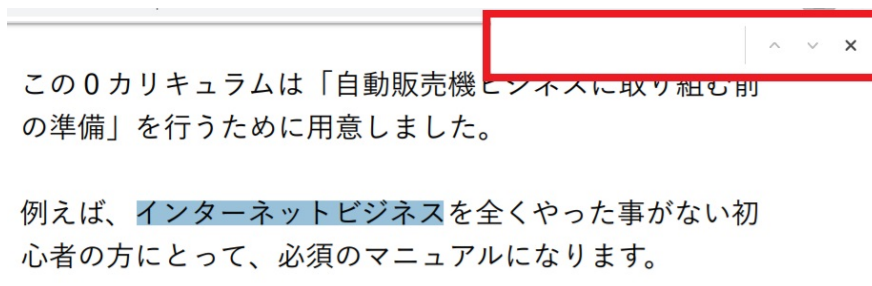 この0カリキュラムは「自動販売機ビジネスに取り組む前
の準備」を行うために用意しました。
例えば、インターネットビジネスを全くやった事がない初
心者の方にとって、必須のマニュアルになります。